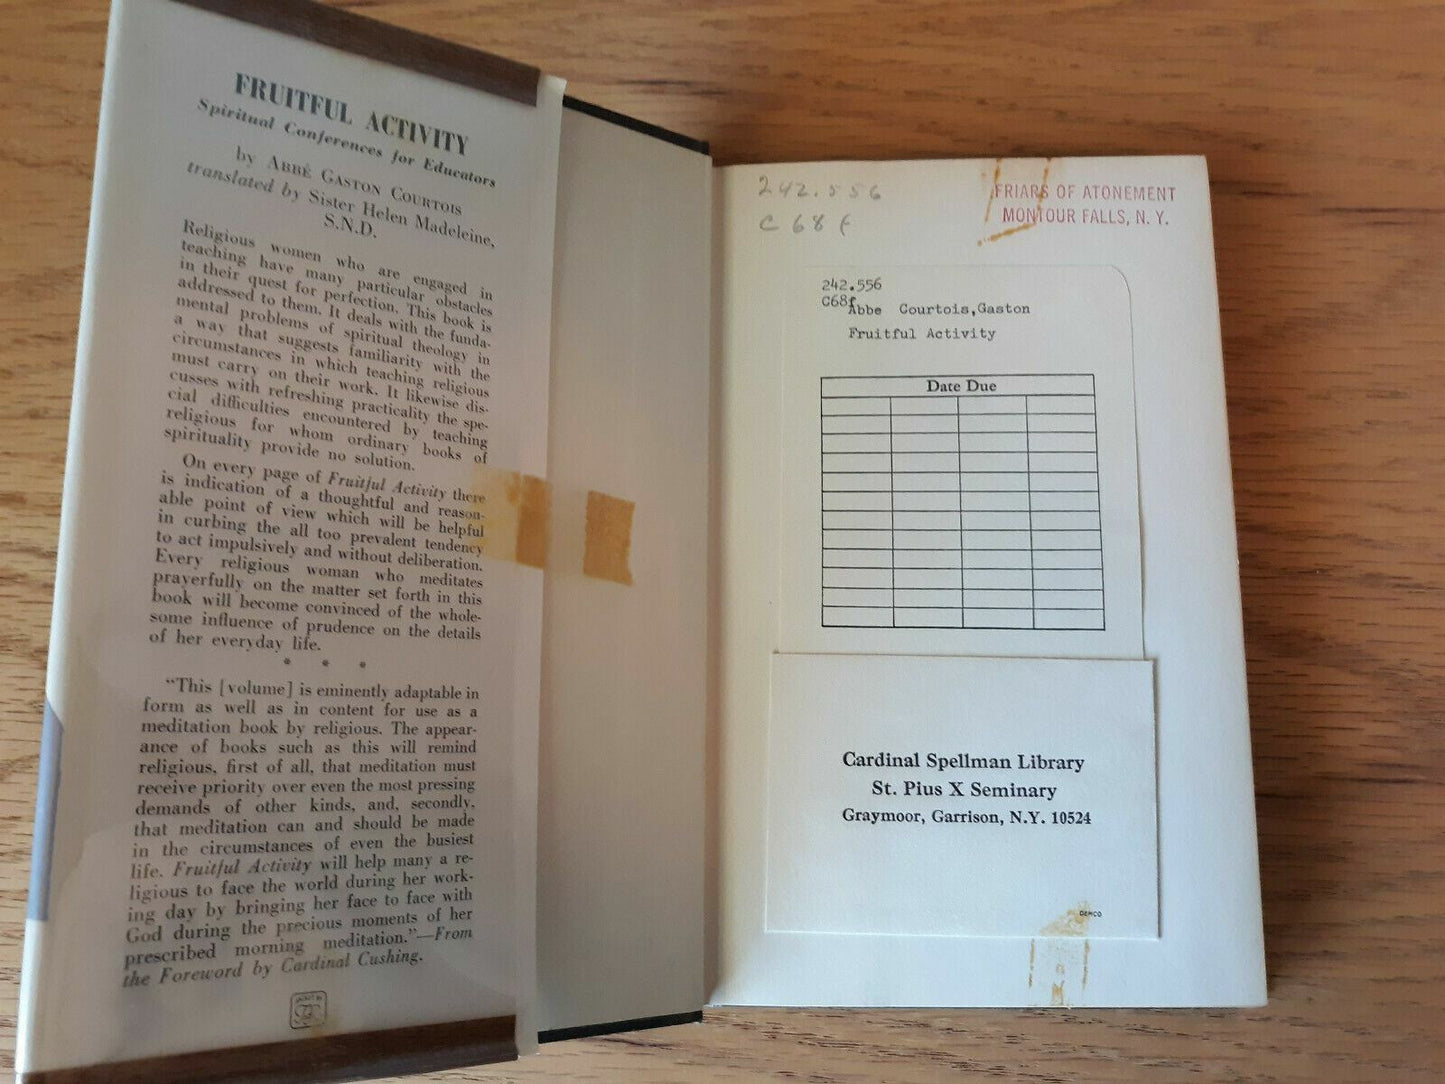 FRUITFUL ACTIVITY
Spiritual Conferences for Educators
by ABBÉ GASTON COURTOIS
translated by Sister Helen Madeleine,
S.N.D.
Religious women who are engaged in
teaching have many particular obstacles
in their quest for perfection. This book is
addressed to them. It deals with the funda-
mental problems of spiritual theology in
a way that suggests familiarity with the
circumstances in which teaching religious
must carry on their work. It likewise dis-
cusses with refreshing practicality the spe-
cial difficulties encountered by teaching
religious for whom ordinary books of
spirituality provide no solution.
On every page of Fruitful Activity there
is indication of a thoughtful and reason-
able point of view which will be helpful
in curbing the all too prevalent tendency
to act impulsively and without deliberation.
Every religious woman who meditates
prayerfully on the matter set forth in this
book will become convinced of the whole-
some influence of prudence on the details
of her everyday life.
* * *
“This [volume] is eminently adaptable in
form as well as in content for use as a
meditation book by religious. The appear-
ance of books such as this will remind
religious, first of all, that meditation must
receive priority over even the most pressing
demands of other kinds, and, secondly,
that meditation can and should be made
in the circumstances of even the busiest
life. Fruitful Activity will help many a re-
ligious to face the world during her work-
ing day by bringing her face to face with
God during the precious moments of her
prescribed morning meditation.”—From
the Foreword by Cardinal Cushing.
242.556
C68f
FRIARS OF ATONEMENT
MONTOUR FALLS, N. Y.
242.556
C68f
Abbe Courtois,Gaston
Fruitful Activity
Date Due
Cardinal Spellman Library
St. Pius X Seminary
Graymoor, Garrison, N.Y. 10524
DEMCO